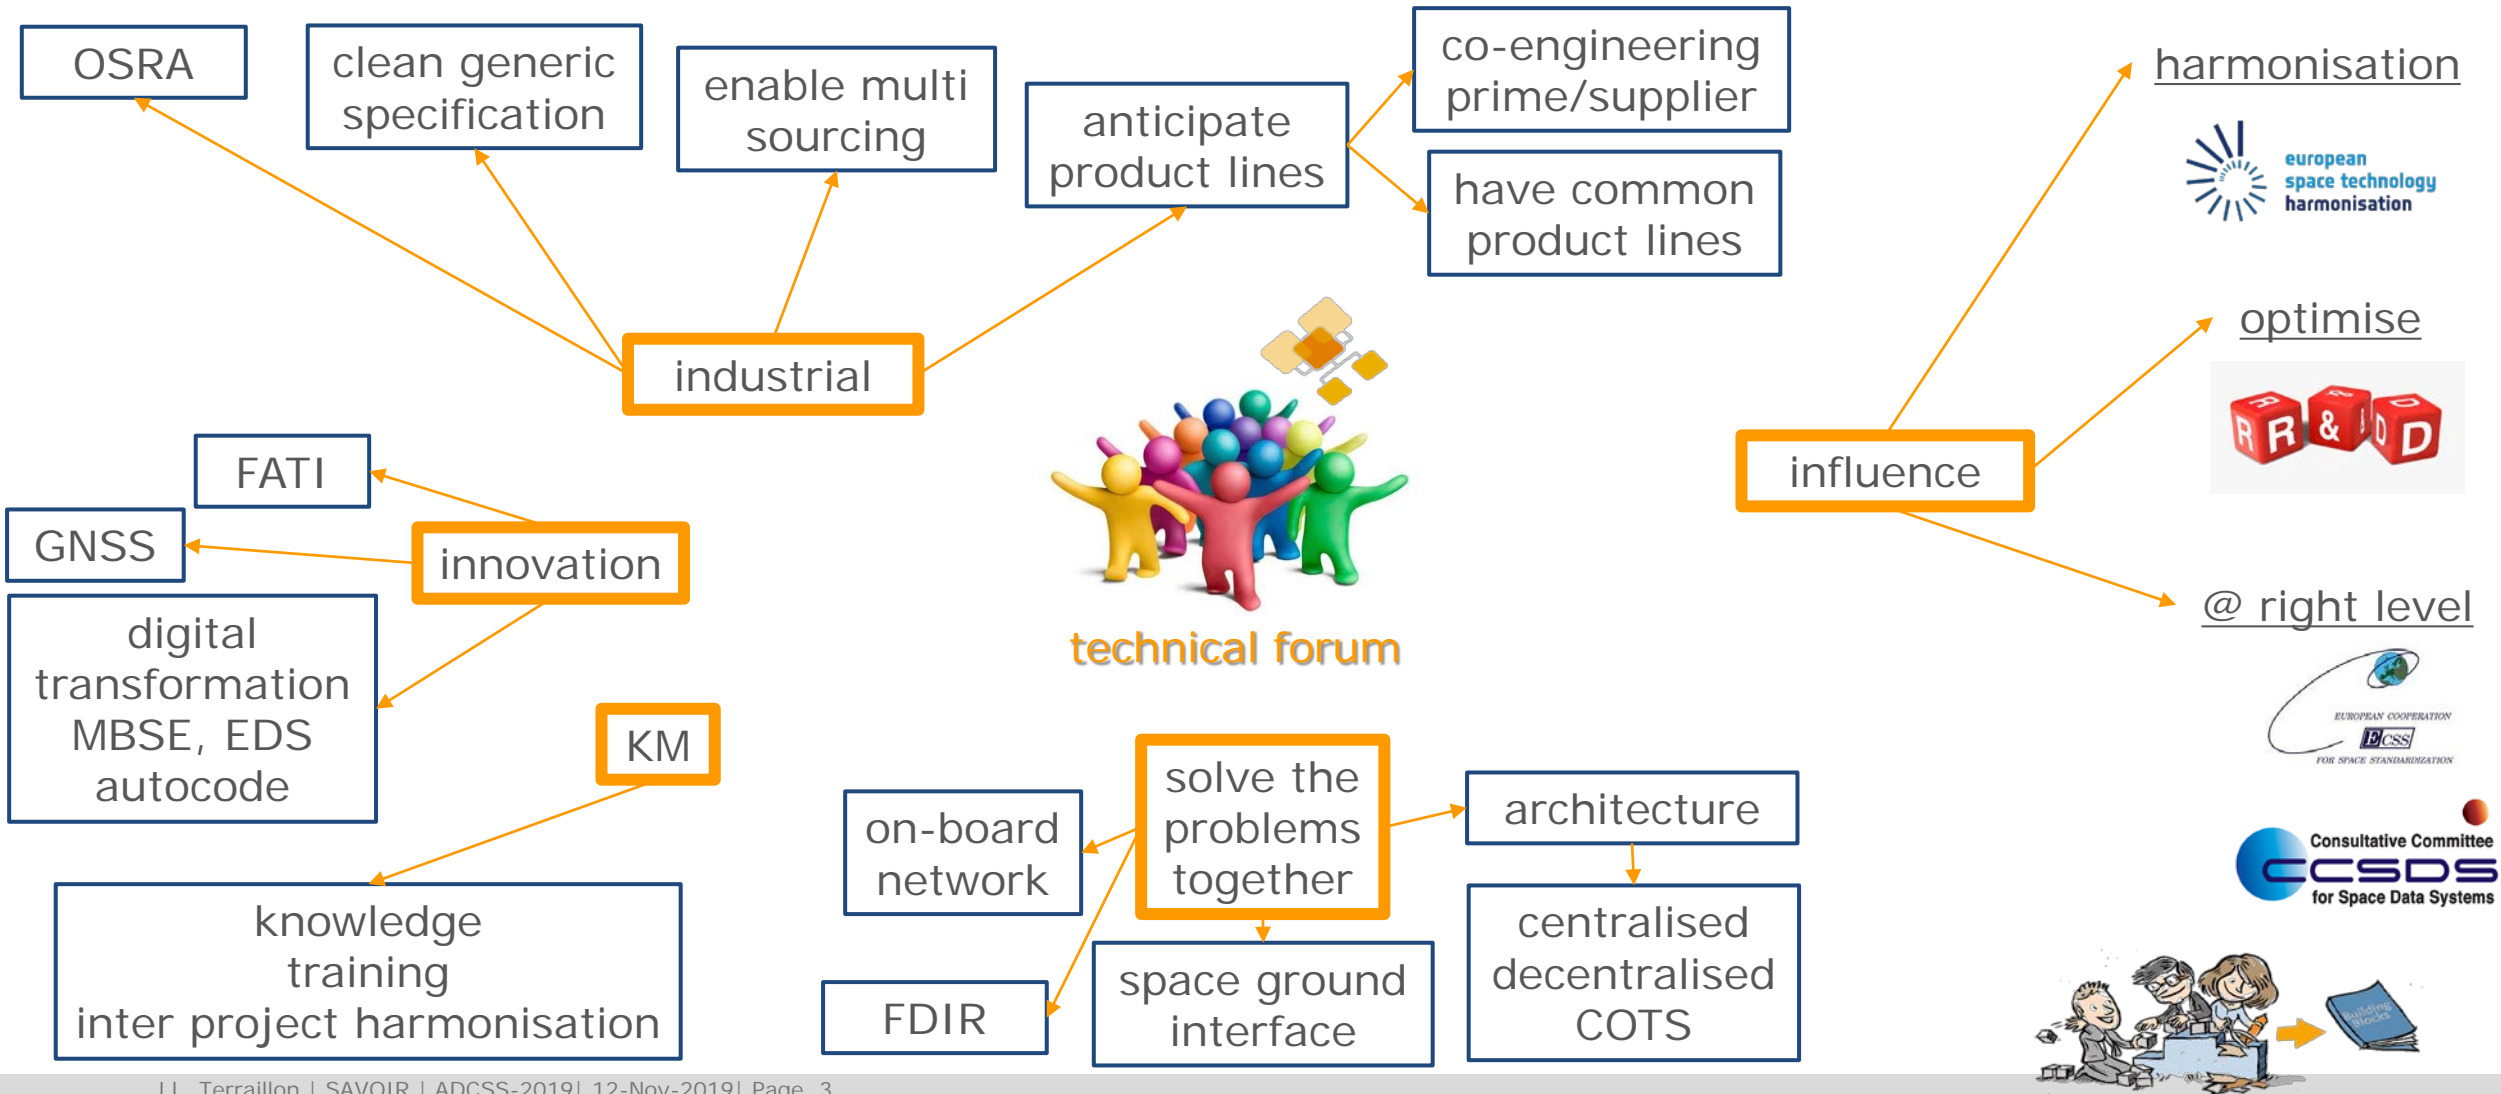 OSRA
clean generic
specification
enable multi
sourcing
anticipate
product lines
co-engineering
prime/supplier
have common
product lines
harmonisation
european
space technology
harmonisation
industrial
optimise
R R & D D
FATI
GNSS
innovation
influence
digital
transformation
MBSE, EDS
autocode
technical forum
@ right level
EUROPEAN COOPERATION
ECSS
FOR SPACE STANDARDIZATION
KM
solve the
problems
together
on-board
network
architecture
Consultative Committee
CCSDS
for Space Data Systems
knowledge
training
inter project harmonisation
FDIR
space ground
interface
centralised
decentralised
COTS
Building
Blocks
Terraillon | SAVOIR | ADCSS-2019| 12-Nov-2019| Page 3